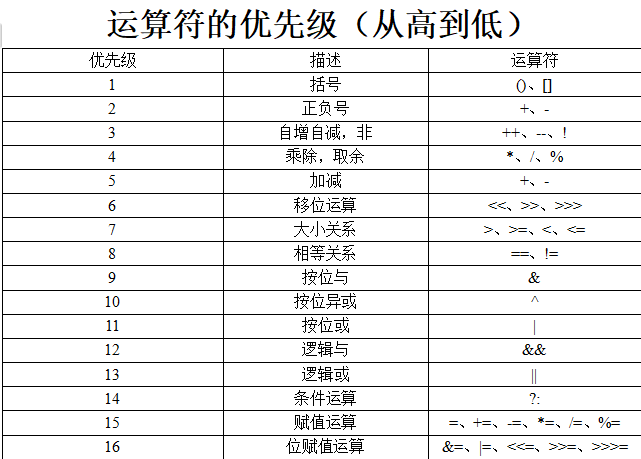 运算符的优先级（从高到低）
优先级 描述 运算符
1 括号 ()、[]
2 正负号 +、-
3 自增自减，非 ++、--、!
4 乘除，取余 *、/、%
5 加减 +、-
6 移位运算 <<、>>、>>>
7 大小关系 >、>=、<、<=
8 相等关系 ==、!=
9 按位与 &
10 按位异或 ^
11 按位或 |
12 逻辑与 &&
13 逻辑或 ||
14 条件运算 ?:
15 赋值运算 =、+=、-=、*=、/=、%=
16 位赋值运算 &=、|=、<<=、>>=、>>>=